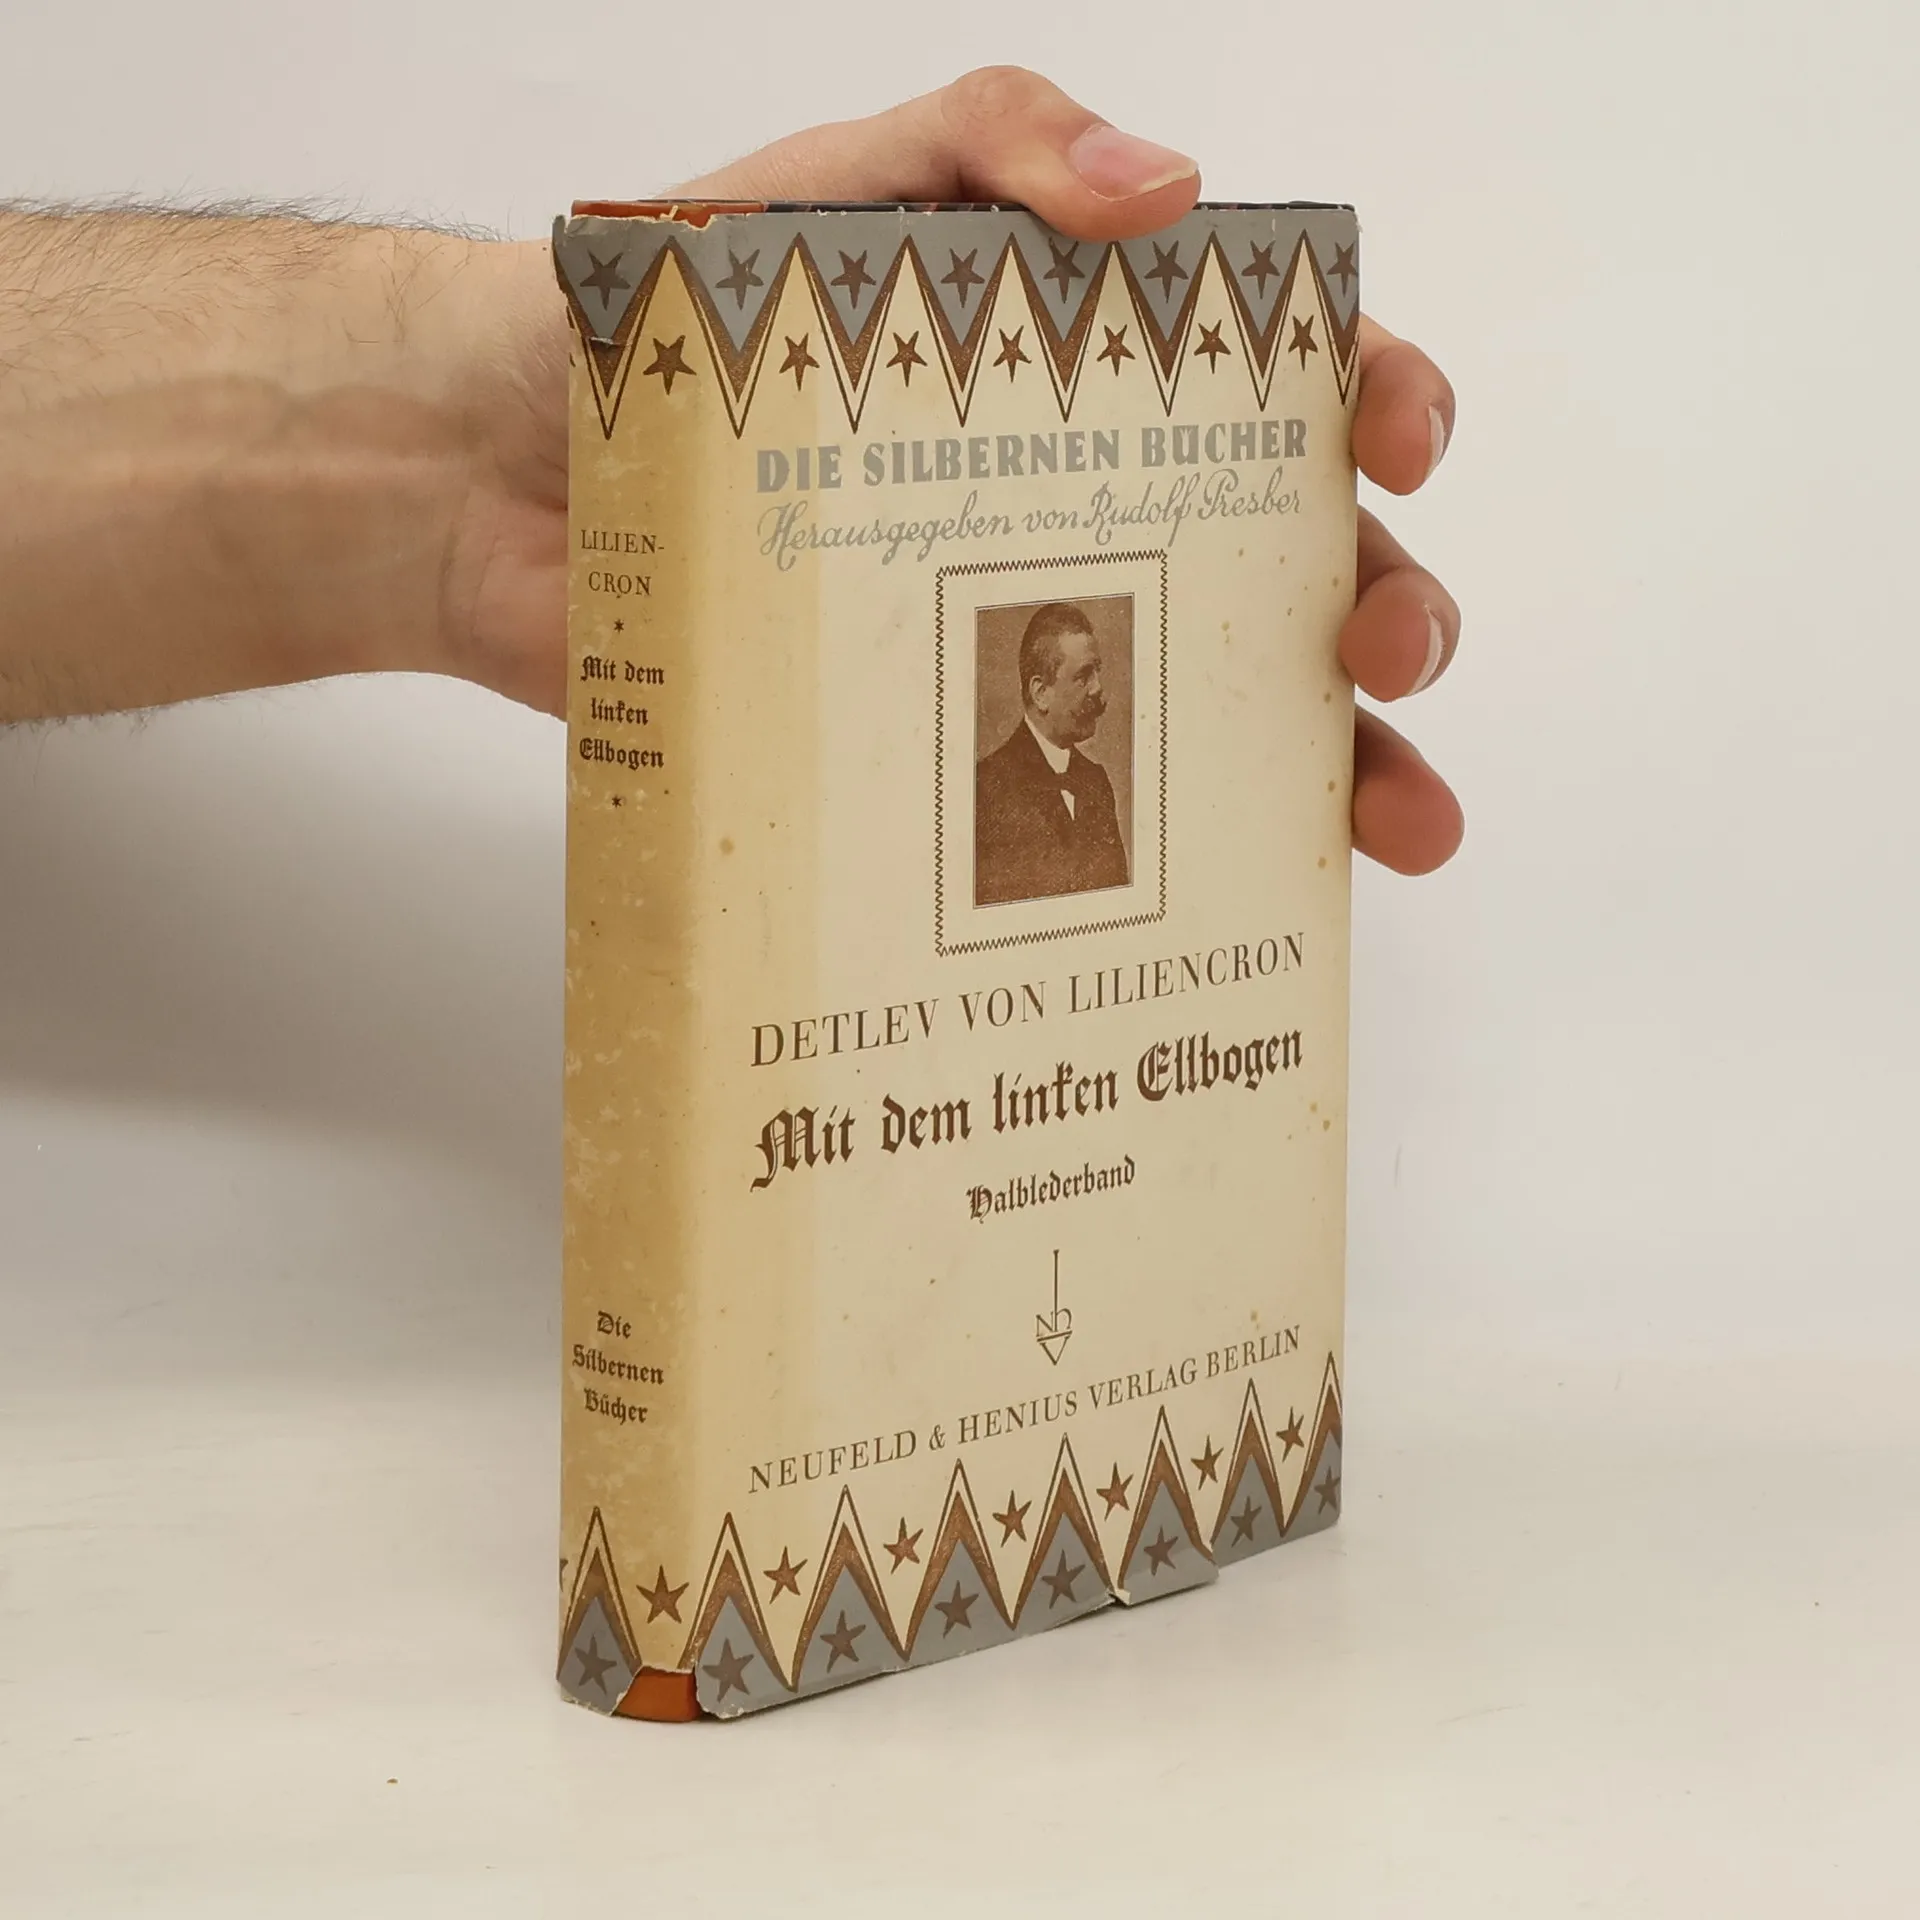 LILIEN-
CRON
*
Mit dem
linken
Ellbogen
*
Die
Silbernen
Bücher
DIE SILBERNEN BÜCHER
Herausgegeben von Rudolf Presber
DETLEV VON LILIENCRON
Mit dem linken Ellbogen
Halblederband
Nh
V
NEUFELD & HENIUS VERLAG BERLIN